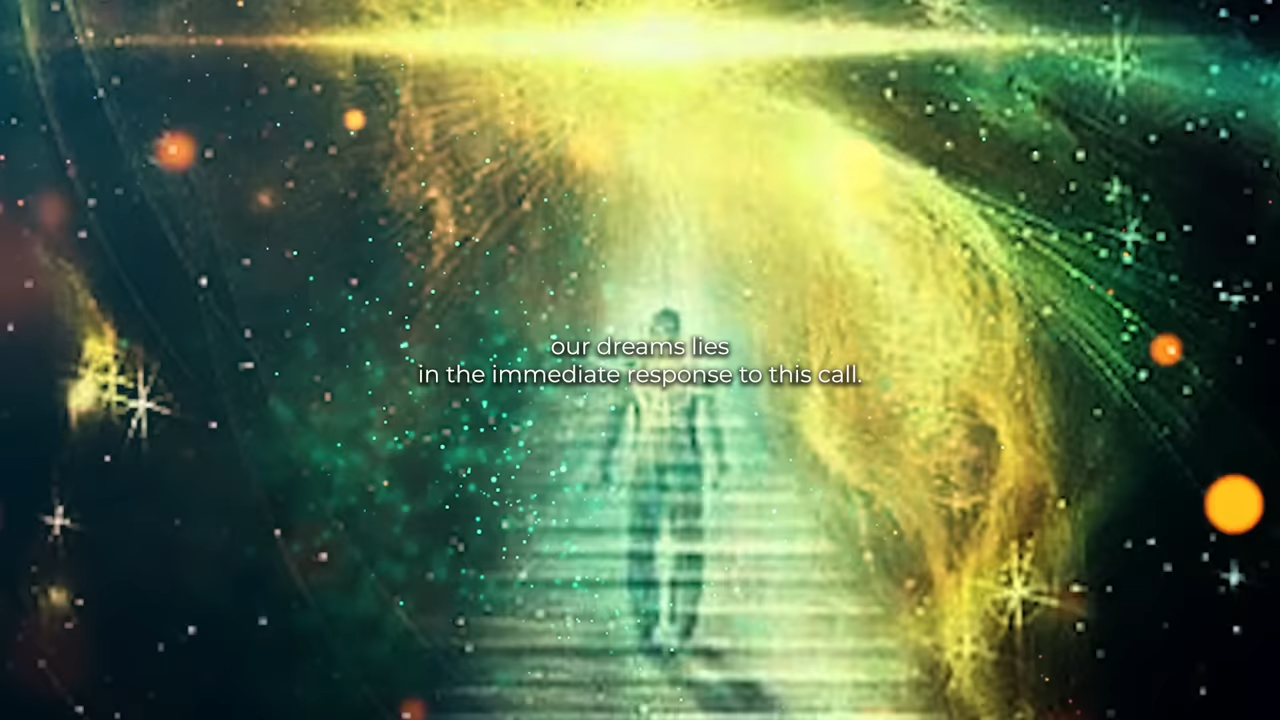 our dreams lies
in the immediate response to this call.